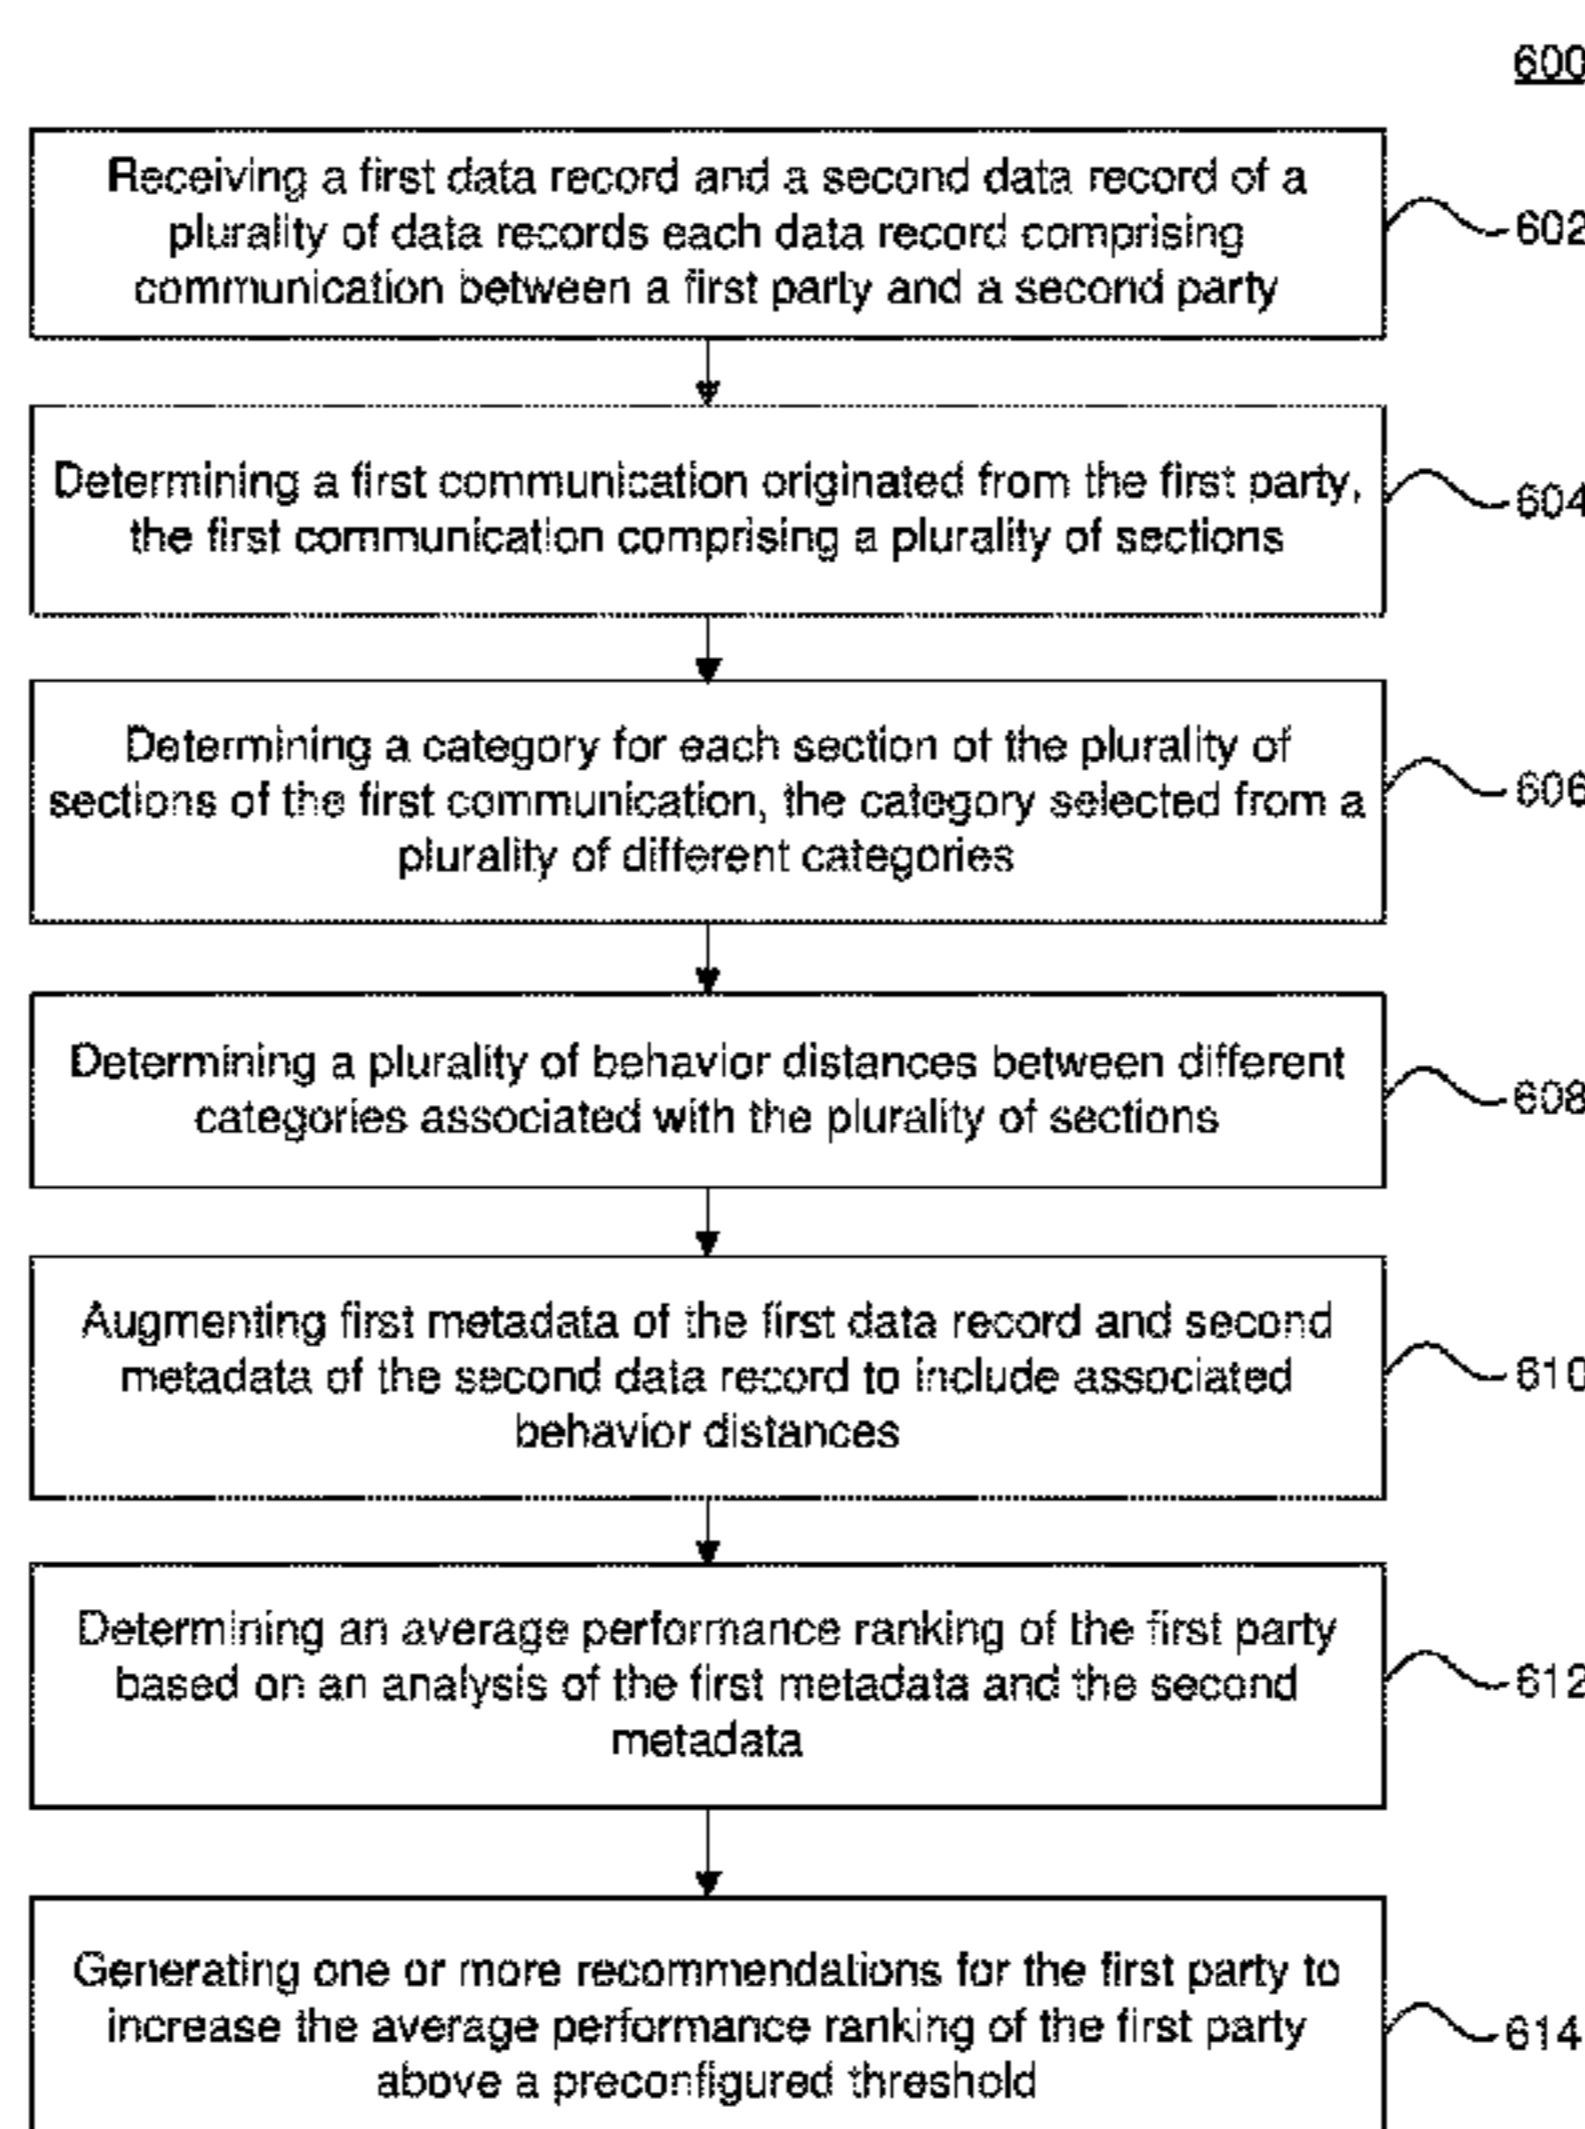 600
Receiving a first data record and a second data record of a
plurality of data records each data record comprising
communication between a first party and a second party
602
Determining a first communication originated from the first party,
the first communication comprising a plurality of sections
604
Determining a category for each section of the plurality of
sections of the first communication, the category selected from a
plurality of different categories
606
Determining a plurality of behavior distances between different
categories associated with the plurality of sections
608
Augmenting first metadata of the first data record and second
metadata of the second data record to include associated
behavior distances
610
Determining an average performance ranking of the first party
based on an analysis of the first metadata and the second
metadata
612
Generating one or more recommendations for the first party to
increase the average performance ranking of the first party
above a preconfigured threshold
614